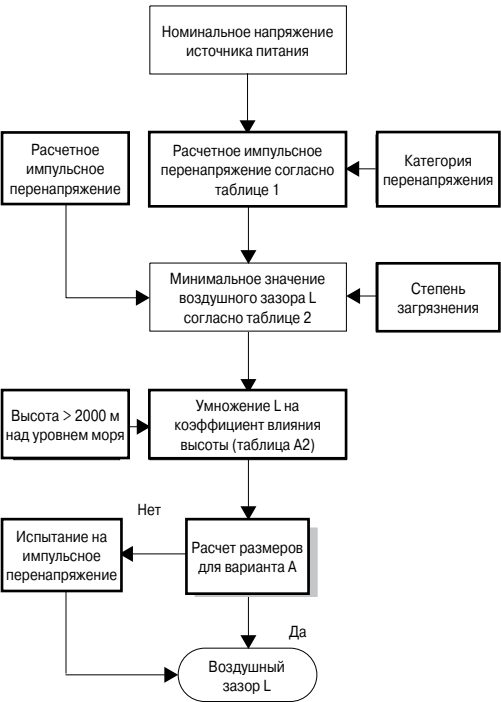 Номинальное напряжение
источника питания
Расчетное
импульсное
перенапряжение
Расчетное импульсное
перенапряжение согласно
таблице 1
Категория
перенапряжения
Минимальное значение
воздушного зазора L
согласно таблице 2
Степень
загрязнения
Высота > 2000 м
над уровнем моря
Умножение L на
коэффициент влияния
высоты (таблица А2)
Нет
Испытание на
импульсное
перенапряжение
Расчет размеров
для варианта А
Да
Воздушный
зазор L